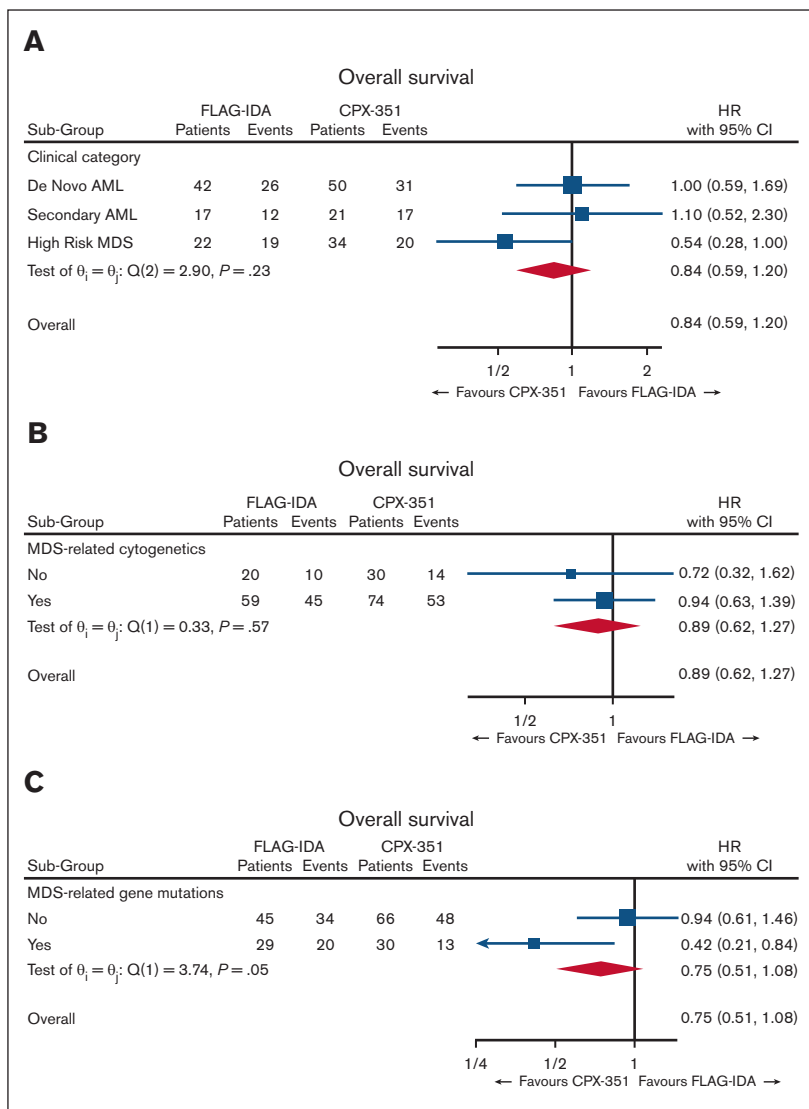 A
Overall survival
FLAG-IDA CPX-351 HR
Sub-Group Patients Events Patients Events with 95% CI
Clinical category
De Novo AML 42 26 50 31 1.00 (0.59, 1.69)
Secondary AML 17 12 21 17 1.10 (0.52, 2.30)
High Risk MDS 22 19 34 20 0.54 (0.28, 1.00)
Test of θi = θj: Q(2) = 2.90, P = .23 0.84 (0.59, 1.20)
Overall 0.84 (0.59, 1.20)
1/2 1 2
← Favours CPX-351 Favours FLAG-IDA →
B
Overall survival
FLAG-IDA CPX-351 HR
Sub-Group Patients Events Patients Events with 95% CI
MDS-related cytogenetics
No 20 10 30 14 0.72 (0.32, 1.62)
Yes 59 45 74 53 0.94 (0.63, 1.39)
Test of θi = θj: Q(1) = 0.33, P = .57 0.89 (0.62, 1.27)
Overall 0.89 (0.62, 1.27)
1/2 1
← Favours CPX-351 Favours FLAG-IDA →
C
Overall survival
FLAG-IDA CPX-351 HR
Sub-Group Patients Events Patients Events with 95% CI
MDS-related gene mutations
No 45 34 66 48 0.94 (0.61, 1.46)
Yes 29 20 30 13 0.42 (0.21, 0.84)
Test of θi = θj: Q(1) = 3.74, P = .05 0.75 (0.51, 1.08)
Overall 0.75 (0.51, 1.08)
1/4 1/2 1
← Favours CPX-351 Favours FLAG-IDA →